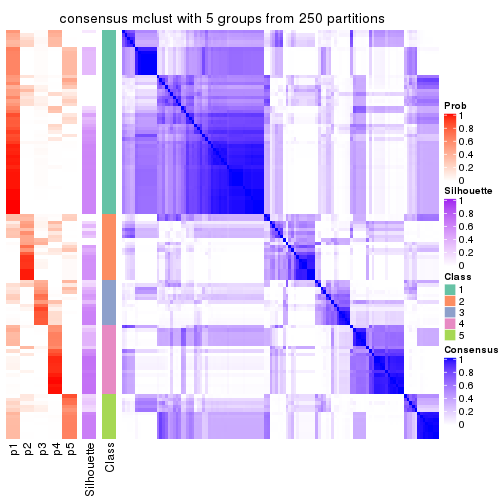 consensus mclust with 5 groups from 250 partitions
Prob
1
0.8
0.6
0.4
0.2
0
Silhouette
1
0.8
0.6
0.4
0.2
0
Class
1
2
3
4
5
Consensus
1
0.8
0.6
0.4
0.2
0
p1
p2
p3
p4
p5
Silhouette
Class